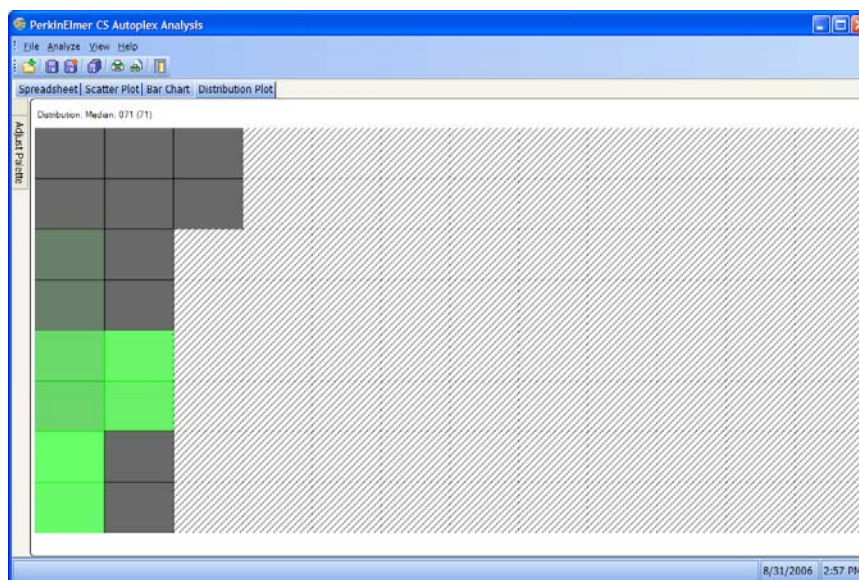 PerkinElmer CS Autoplex Analysis
File Analyze View Help
Spreadsheet Scatter Plot Bar Chart Distribution Plot
Distribution: Median: 071 (71)
Adjust Palette
8/31/2006 2:57 PM